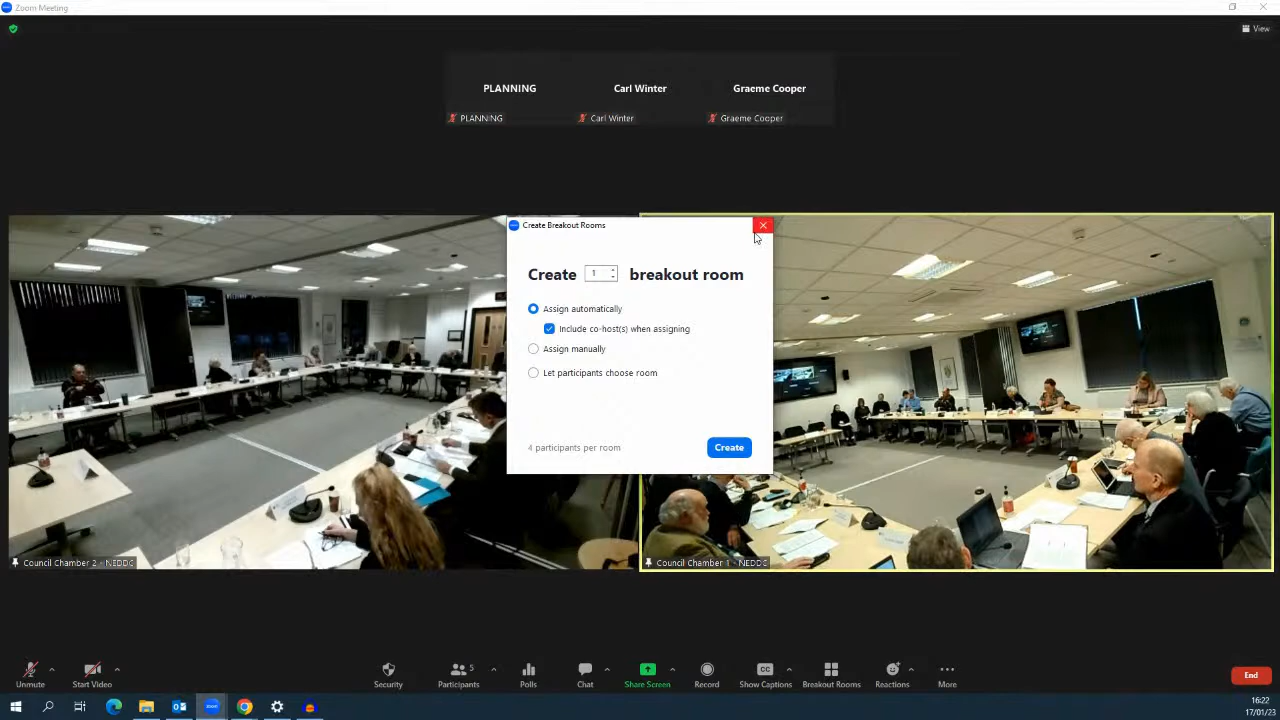 Zoom Meeting
View
PLANNING
Carl Winter
Graeme Cooper
PLANNING
Carl Winter
Graeme Cooper
Create Breakout Rooms
Create 1 breakout room
Assign automatically
Include co-host(s) when assigning
Assign manually
Let participants choose room
4 participants per room
Create
Council Chamber 2 - NEDDC
Council Chamber 1 - NEDDC
Unmute
Start Video
Security
Participants 5
Polls
Chat
Share Screen
Record
CC
Show Captions
Breakout Rooms
Reactions
More
End
16:22
17/01/23